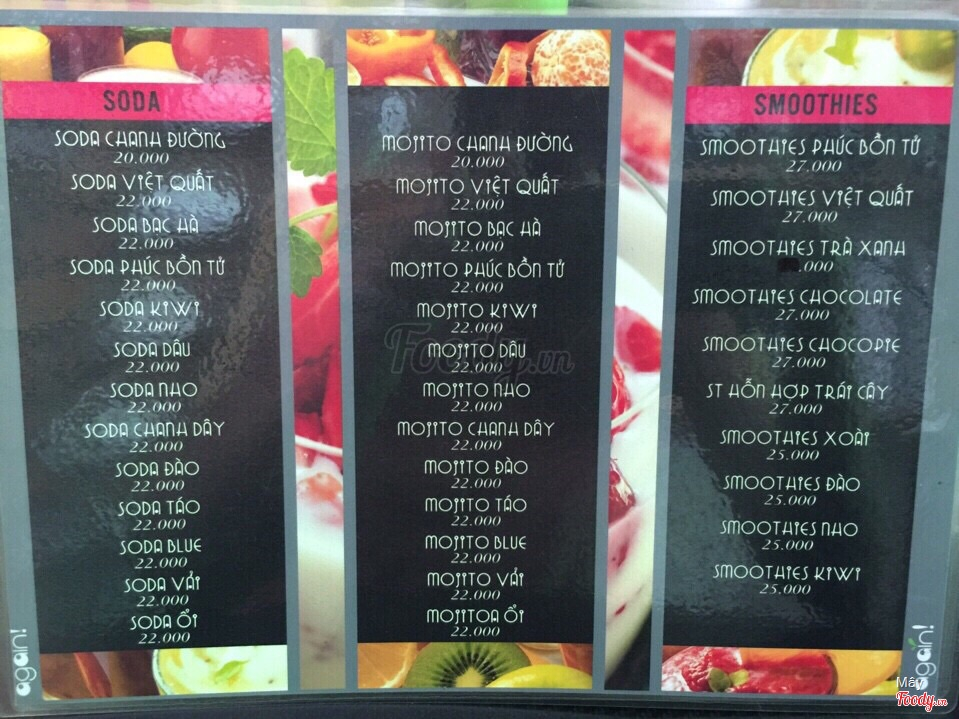 SODA
SODA CHANH ĐƯỜNG
20.000
SODA VIỆT QUẤT
22.000
SODA BẠC HÀ
22.000
SODA PHÚC BỒN TỬ
22.000
SODA KIWI
22.000
SODA DÂU
22.000
SODA NHO
22.000
SODA CHANH DÂY
22.000
SODA ĐÀO
22.000
SODA TÁO
22.000
SODA BLUE
22.000
SODA VẢI
22.000
SODA ỔI
22.000
again!
MOJITO CHANH ĐƯỜNG
20.000
MOJITO VIỆT QUẤT
22.000
MOJITO BẠC HÀ
22.000
MOJITO PHÚC BỒN TỬ
22.000
MOJITO KIWI
22.000
MOJITO DÂU
22.000
MOJITO NHO
22.000
MOJITO CHANH DÂY
22.000
MOJITO ĐÀO
22.000
MOJITO TÁO
22.000
MOJITO BLUE
22.000
MOJITO VẢI
22.000
MOJITOA ỔI
22.000
Foody.vn
SMOOTHIES
SMOOTHIES PHÚC BỒN TỬ
27.000
SMOOTHIES VIỆT QUẤT
27.000
SMOOTHIES TRÀ XANH
.000
SMOOTHIES CHOCOLATE
27.000
SMOOTHIES CHOCOPIE
27.000
ST HỖN HỢP TRÁI CÂY
27.000
SMOOTHIES XOÀI
25.000
SMOOTHIES ĐÀO
25.000
SMOOTHIES NHO
25.000
SMOOTHIES KIWI
25.000
again!
Mây
Foody.vn